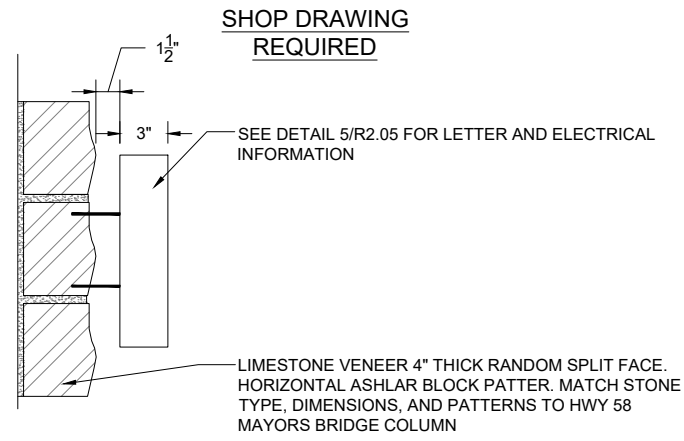 SHOP DRAWING
REQUIRED
1 1/2"
3"
SEE DETAIL 5/R2.05 FOR LETTER AND ELECTRICAL
INFORMATION
LIMESTONE VENEER 4" THICK RANDOM SPLIT FACE.
HORIZONTAL ASHLAR BLOCK PATTER. MATCH STONE
TYPE, DIMENSIONS, AND PATTERNS TO HWY 58
MAYORS BRIDGE COLUMN